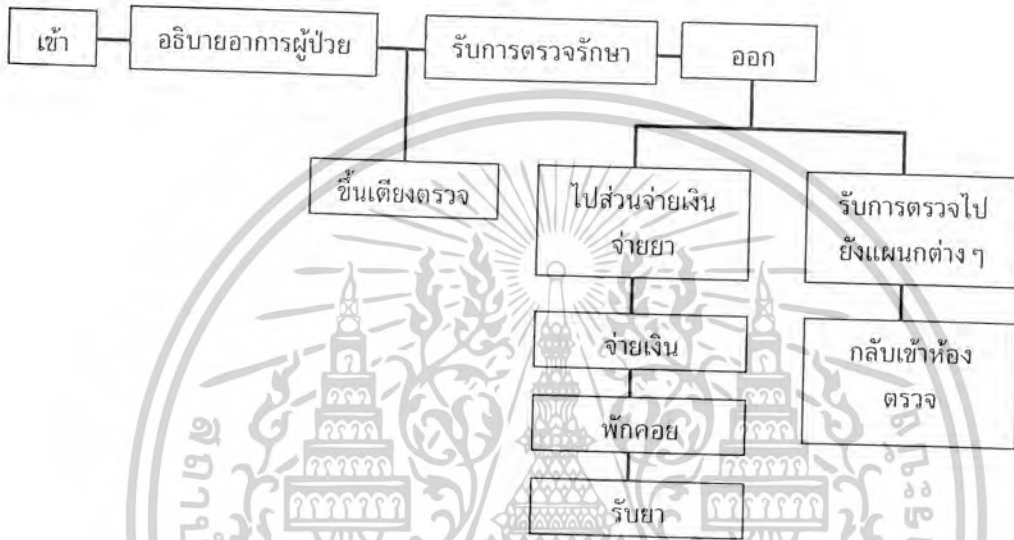 เข้า
อธิบายอาการผู้ป่วย
รับการตรวจรักษา
ออก
ขึ้นเตียงตรวจ
ไปส่วนจ่ายเงิน
จ่ายยา
รับการตรวจไป
ยังแผนกต่าง ๆ
จ่ายเงิน
กลับเข้าห้อง
ตรวจ
พักคอย
รับยา